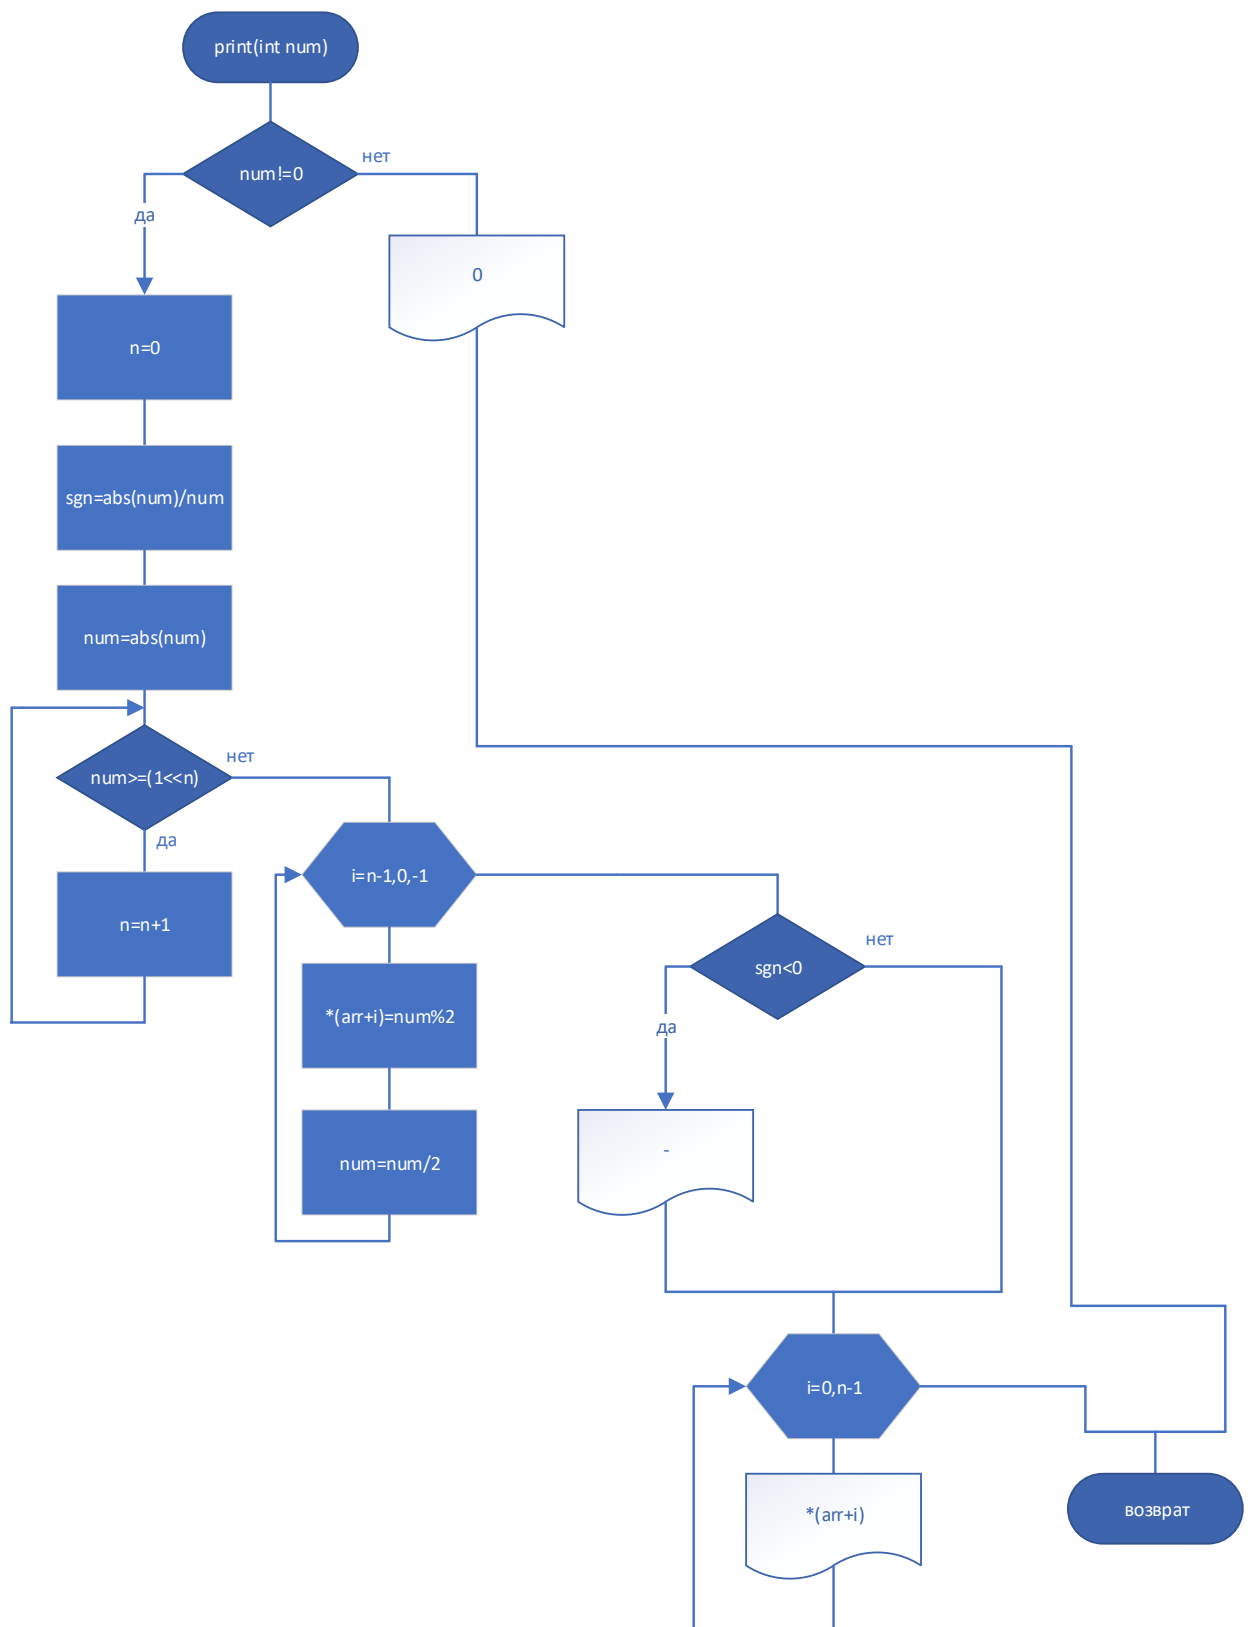 print(int num)
num!=0
нет
да
0
n=0
sgn=abs(num)/num
num=abs(num)
num>=(1<<n)
нет
да
n=n+1
i=n-1,0,-1
*(arr+i)=num%2
num=num/2
sgn<0
нет
да
-
i=0,n-1
*(arr+i)
возврат